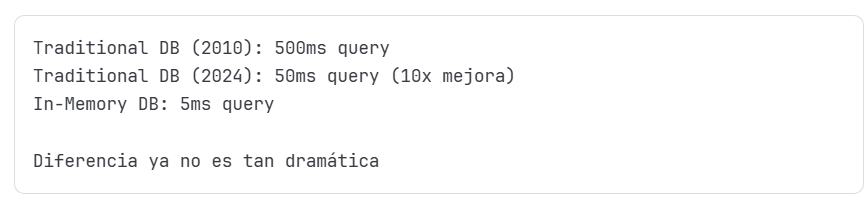 Traditional DB (2010): 500ms query
Traditional DB (2024): 50ms query (10x mejora)
In-Memory DB: 5ms query
Diferencia ya no es tan dramática